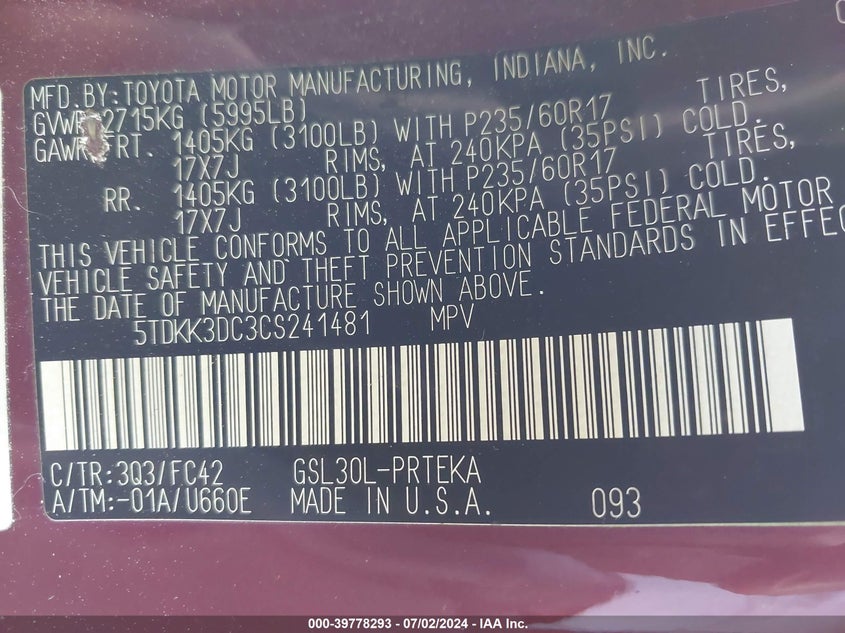 MFD.BY:TOYOTA MOTOR MANUFACTURING, INDIANA, INC.
GVWR 2715KG (5995LB)
GAWR FRT. 1405KG (3100LB) WITH P235/60R17 TIRES,
17X7J RIMS, AT 240KPA (35PSI) COLD.
RR. 1405KG (3100LB) WITH P235/60R17 TIRES,
17X7J RIMS, AT 240KPA (35PSI) COLD.
THIS VEHICLE CONFORMS TO ALL APPLICABLE FEDERAL MOTOR
VEHICLE SAFETY AND THEFT PREVENTION STANDARDS IN EFFEC
THE DATE OF MANUFACTURE SHOWN ABOVE.
5TDKK3DC3CS241481 MPV
C/TR:3Q3/FC42 GSL30L-PRTEKA
A/TM:-01A/U660E MADE IN U.S.A. 093
000-39778293 - 07/02/2024 - IAA Inc.